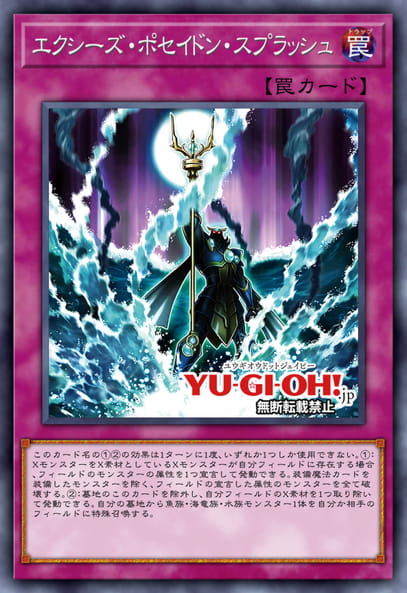 エクシーズ・ポセイドン・スプラッシュ
トラップ
罠
【罠カード】
ユウギオウドットジェイピー
YU-GI-OH!.jp
無断転載禁止
このカード名の①②の効果は1ターンに1度、いずれか1つしか使用できない。①:
XモンスターをX素材としているXモンスターが自分フィールドに存在する場合
、フィールドのモンスターの属性を1つ宣言して発動できる。装備魔法カードを
装備したモンスターを除く、フィールドの宣言した属性のモンスターを全て破
壊する。②:墓地のこのカードを除外し、自分フィールドのX素材を1つ取り除い
て発動できる。自分の墓地から魚族・海竜族・水族モンスター1体を自分か相手の
フィールドに特殊召喚する。